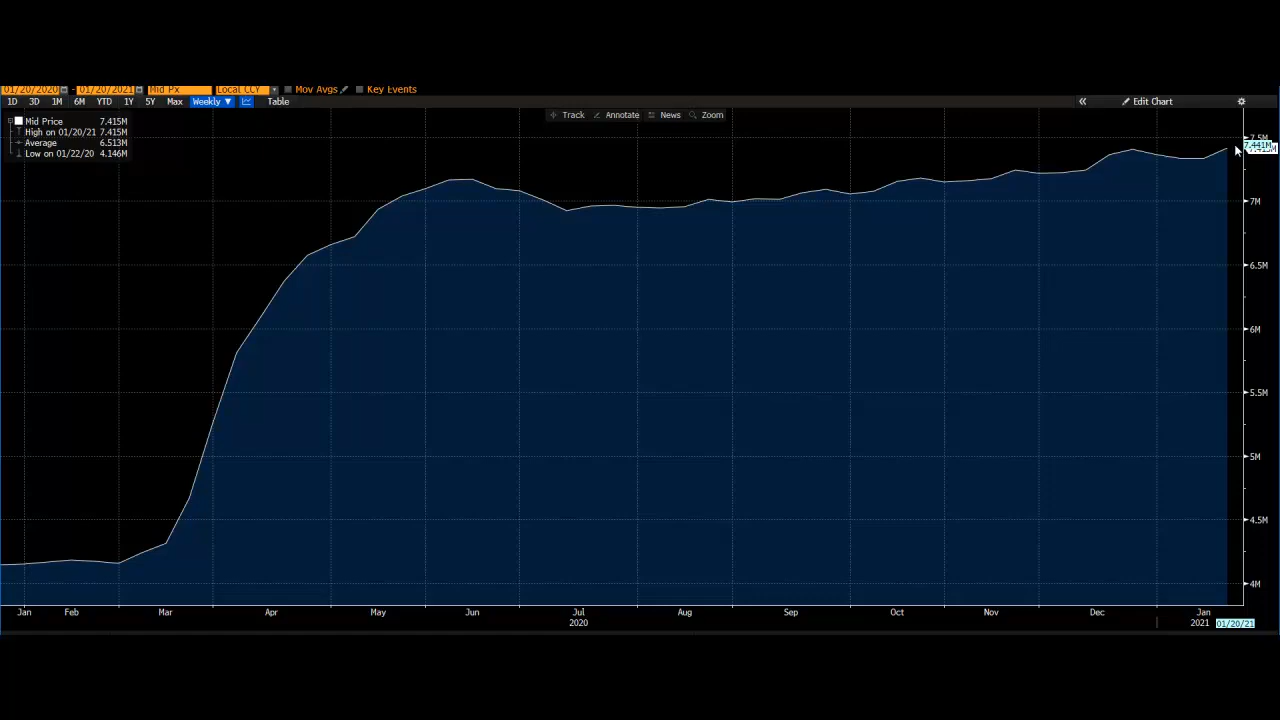 01/20/2020 - 01/20/2021 Mid Px Local CCY Mov Avgs Key Events
1D 3D 1M 6M YTD 1Y 5Y Max Weekly ▼ Table « Edit Chart
Track Annotate News Zoom
Mid Price 7.415M
High on 01/20/21 7.415M
Average 6.513M
Low on 01/22/20 4.146M
7.5M
7.441M
7M
6.5M
6M
5.5M
5M
4.5M
4M
Jan Feb Mar Apr May Jun Jul Aug Sep Oct Nov Dec Jan
2020 2021 01/20/21